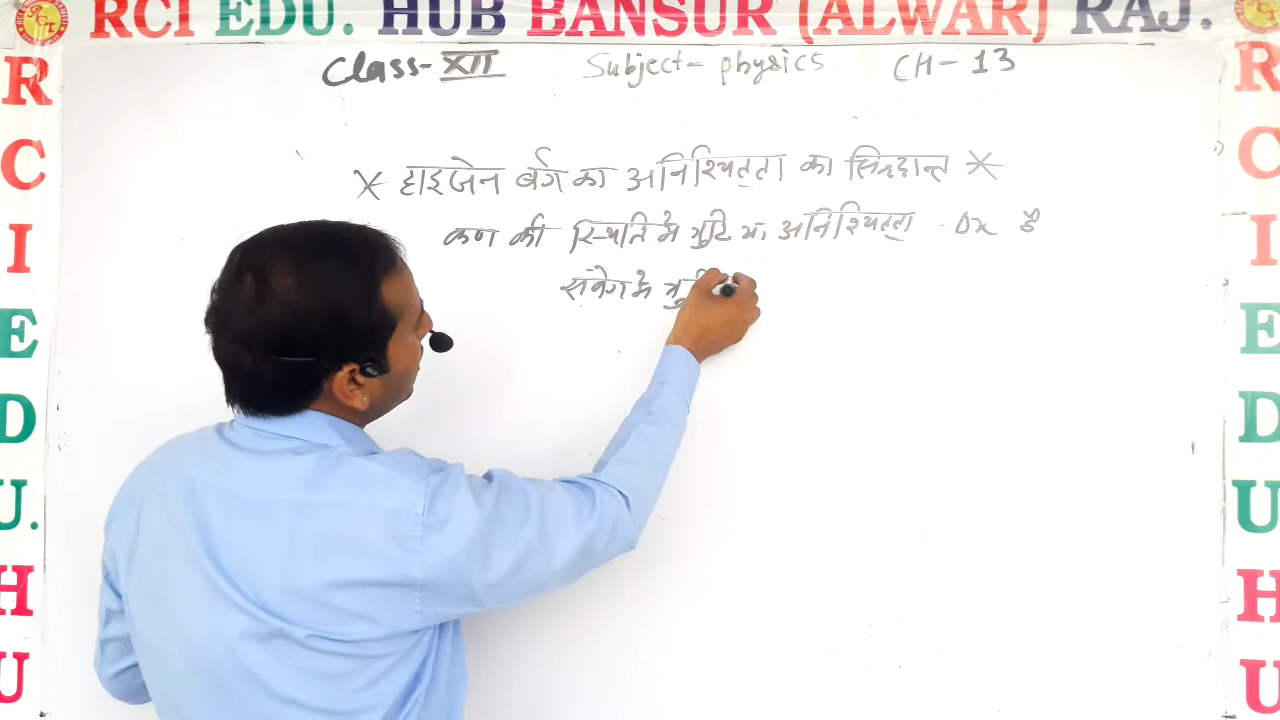 RCI EDU. HUB BANSUR (ALWAR) RAJ.
Class-XII Subject- physics CH-13
* हाइजेन बर्ग का अनिश्चितता का सिद्दान्त *
कण की स्थिति मे त्रुटि या अनिश्चितता Δx है
संवेग मे त्रुटि
R C I E D U. H U
R C I E D U H U